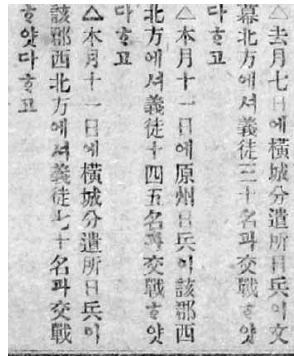 △去月七日에橫城分遣所日兵이文
幕北方에셔義徒三十名과交戰ᄒᆞ얏
다ᄒᆞ고
△本月十一日에原州日兵이該郡西
北方에셔義徒十四五名과交戰ᄒᆞ얏
다ᄒᆞ고
△本月十一日에橫城分遣所日兵이
該郡西北方에셔義徒七十名과交戰
ᄒᆞ얏다ᄒᆞ고